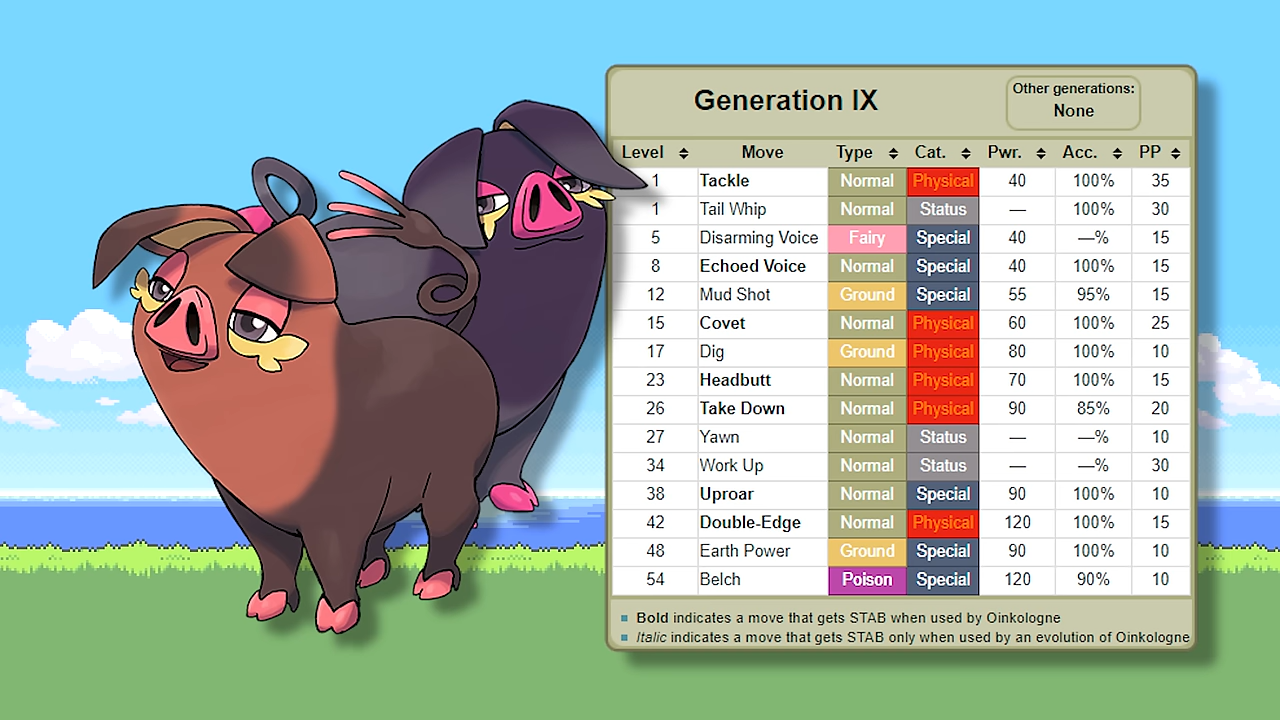 Generation IX
Other generations:
None
Level Move Type Cat. Pwr. Acc. PP
1 Tackle Normal Physical 40 100% 35
1 Tail Whip Normal Status — 100% 30
5 Disarming Voice Fairy Special 40 —% 15
8 Echoed Voice Normal Special 40 100% 15
12 Mud Shot Ground Special 55 95% 15
15 Covet Normal Physical 60 100% 25
17 Dig Ground Physical 80 100% 10
23 Headbutt Normal Physical 70 100% 15
26 Take Down Normal Physical 90 85% 20
27 Yawn Normal Status — —% 10
34 Work Up Normal Status — —% 30
38 Uproar Normal Special 90 100% 10
42 Double-Edge Normal Physical 120 100% 15
48 Earth Power Ground Special 90 100% 10
54 Belch Poison Special 120 90% 10
Bold indicates a move that gets STAB when used by Oinkologne
Italic indicates a move that gets STAB only when used by an evolution of Oinkologne